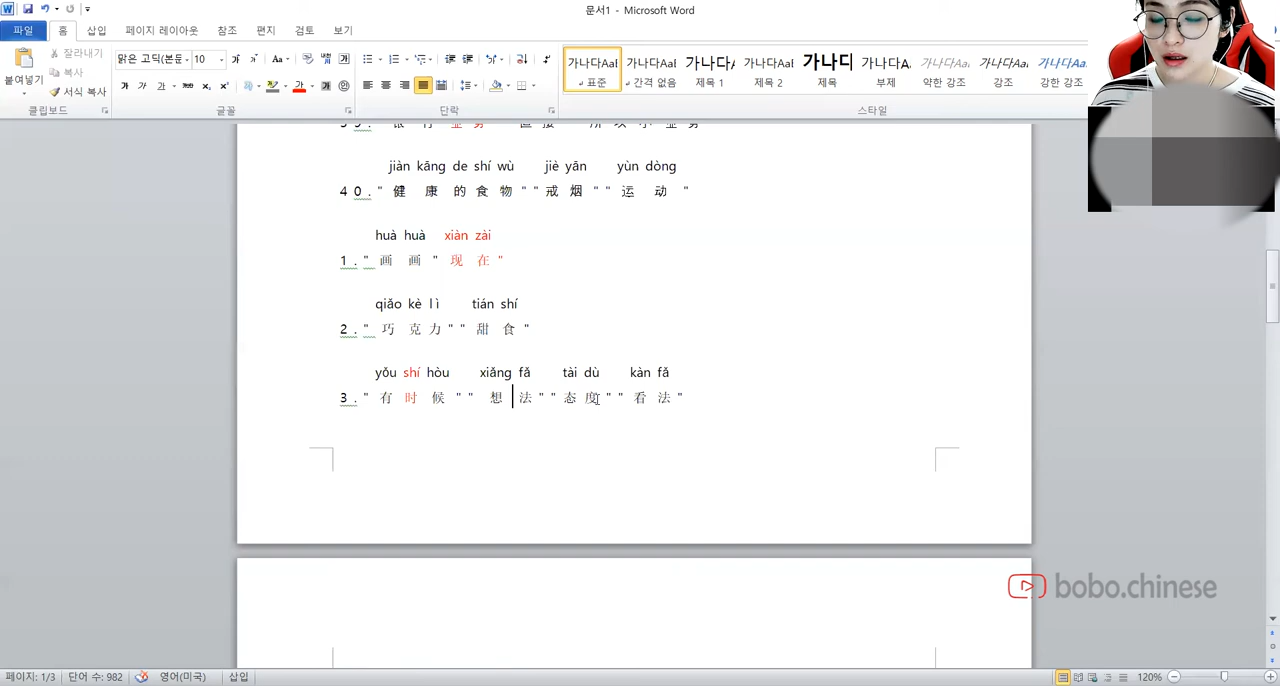 문서1 - Microsoft Word
파일 홈 삽입 페이지 레이아웃 참조 편지 검토 보기
붙여넣기
잘라내기
복사
서식 복사
클립보드
맑은 고딕(본문 10
글꼴
단락
가나다AaI 가나다AaI 가나다A 가나다AaI 가나디 가나다A. 가나다Aa( 가나다Aa( 가나다Aa(
표준 간격 없음 제목 1 제목 2 제목 부제 약한 강조 강조 강한 강조
스타일
jiàn kāng de shí wù jiè yān yùn dòng
40." 健 康 的 食 物 "" 戒 烟 "" 运 动 "
huà huà xiàn zài
1." 画 画 " 现 在 "
qiǎo kè lì tián shí
2." 巧 克 力 "" 甜 食 "
yǒu shí hòu xiǎng fǎ tài dù kàn fǎ
3." 有 时 候 "" 想 法 "" 态 度 "" 看 法 "
bobo.chinese
페이지: 1/3 단어 수: 982 영어(미국) 삽입 120%